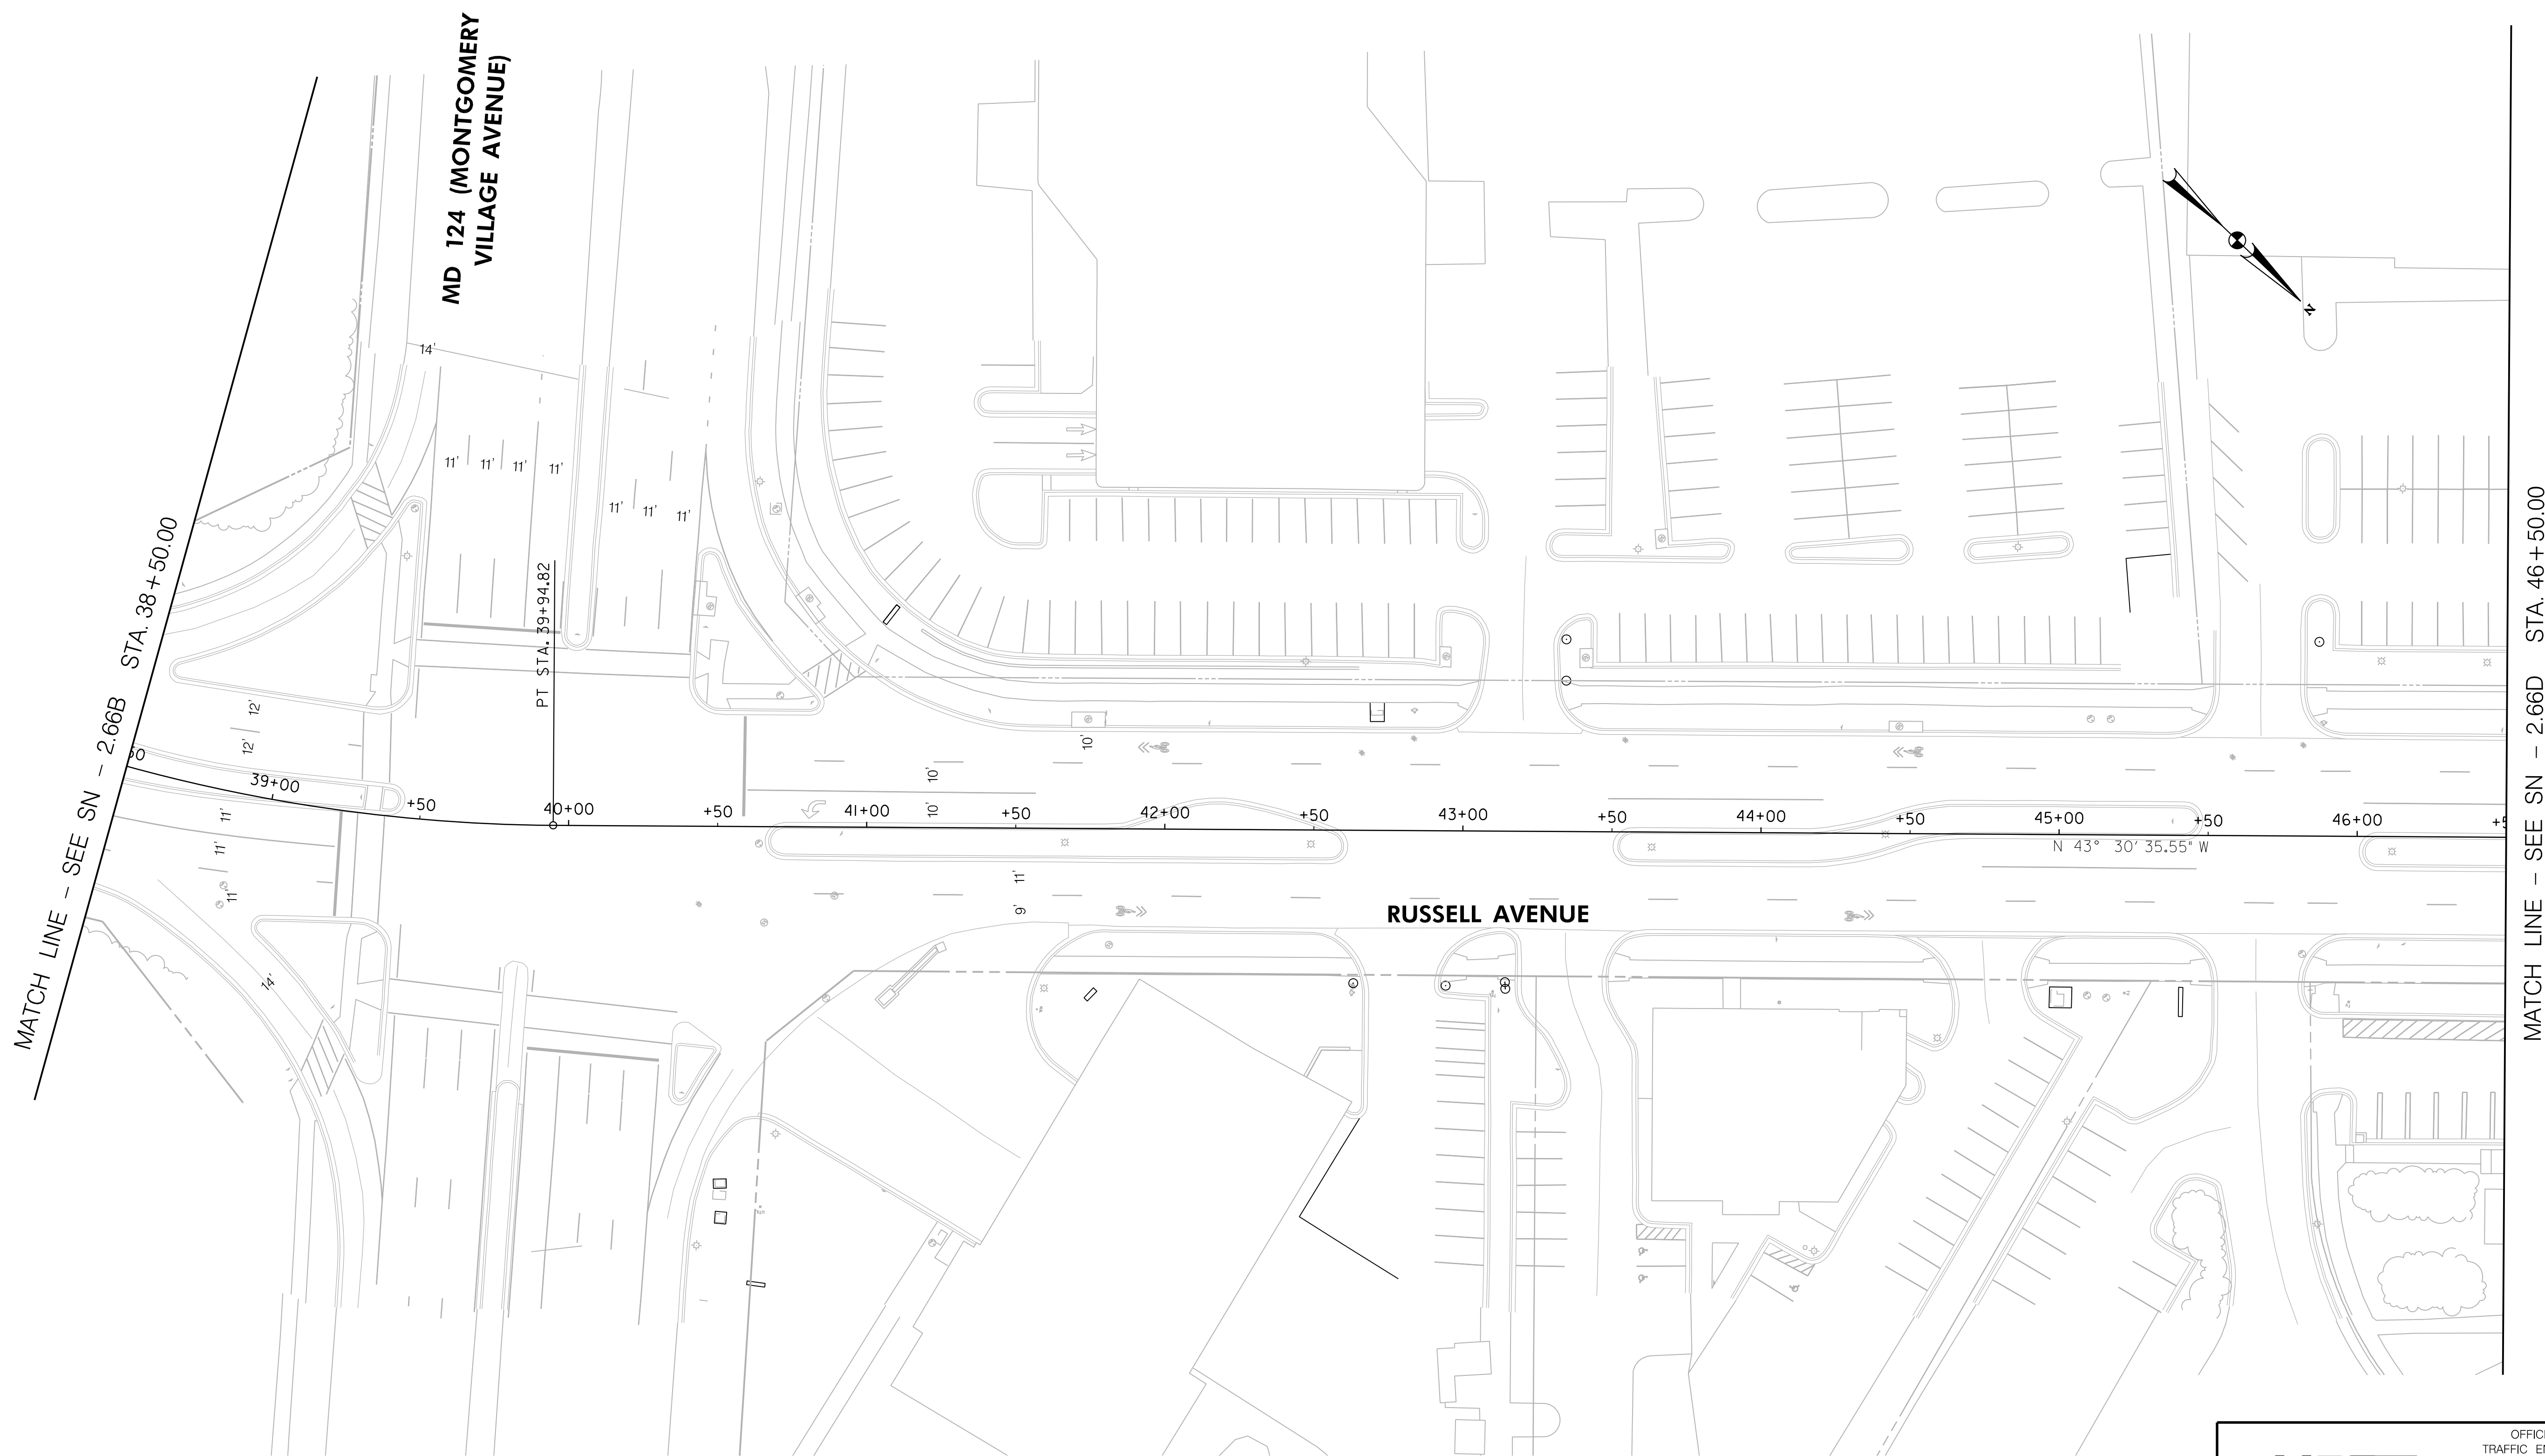 MD 124 (MONTGOMERY
VILLAGE AVENUE)
N
14'
11' 11' 11' 11'
11' 11' 11'
MATCH LINE - SEE SN - 2.66B STA. 38+50.00
PT STA. 39+94.82
MATCH LINE - SEE SN - 2.66D STA. 46+50.00
12'
12'
10'
10'
10'
50
39+00 +50 40+00 +50 41+00 +50 42+00 +50 43+00 +50 44+00 +50 45+00 +50 46+00 +5
N 43° 30' 35.55" W
11'
11'
11'
11'
9'
RUSSELL AVENUE
14'
OFFIC
TRAFFIC E